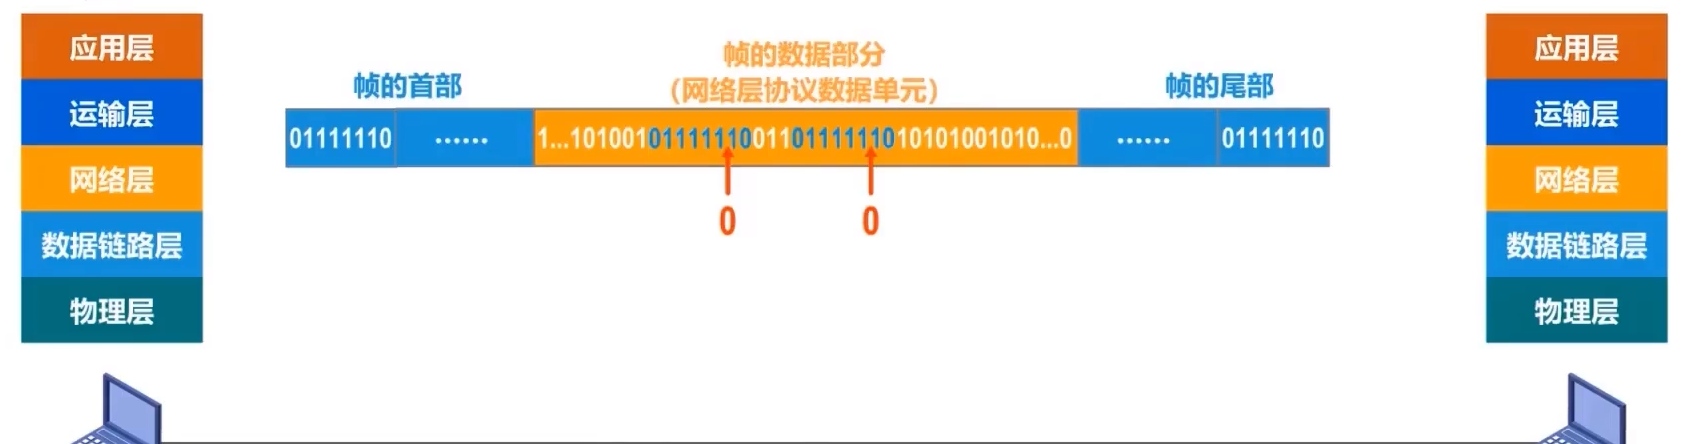 应用层
运输层
网络层
数据链路层
物理层
帧的首部
帧的数据部分
（网络层协议数据单元）
帧的尾部
01111110 ...... 1...101001011111100110111111010101001010...0 ...... 01111110
0 0
应用层
运输层
网络层
数据链路层
物理层